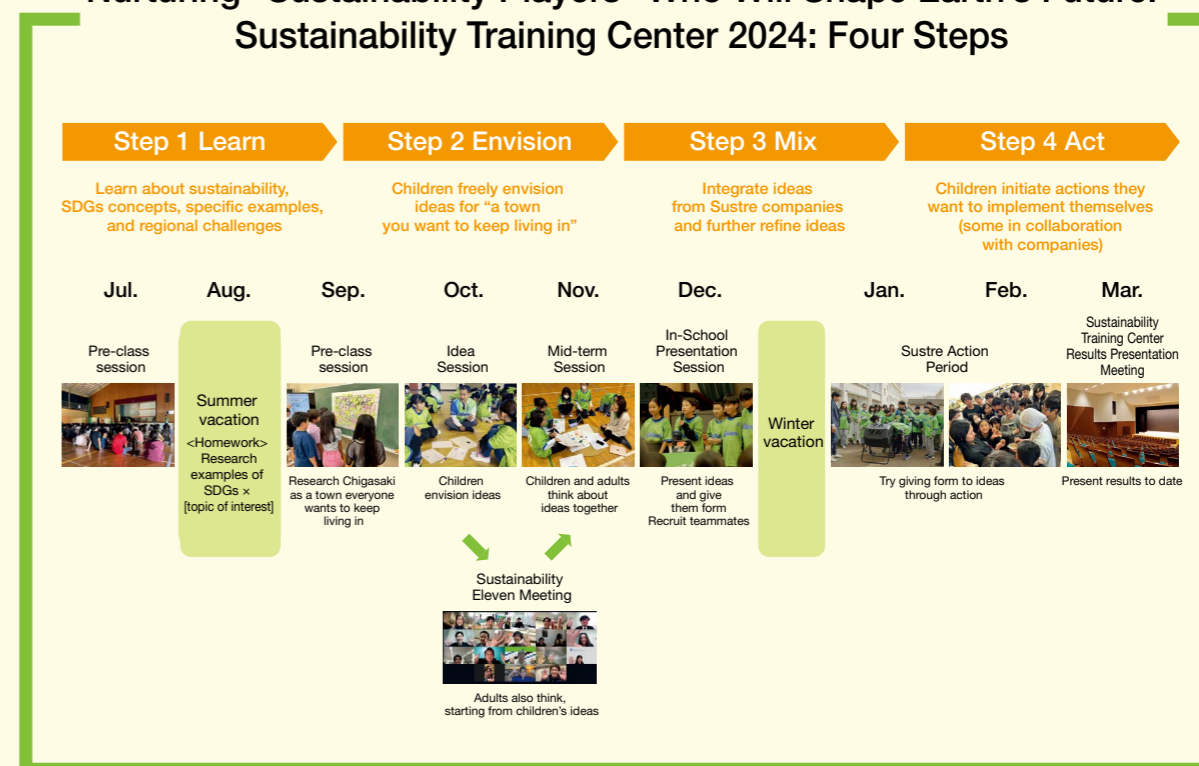 Nurturing "Sustainability Players" Who Will Shape Earth's Future:
Sustainability Training Center 2024: Four Steps
Step 1 Learn
Step 2 Envision
Step 3 Mix
Step 4 Act
Learn about sustainability,
SDGs concepts, specific examples,
and regional challenges
Children freely envision
ideas for “a town
you want to keep living in”
Integrate ideas
from Sustre companies
and further refine ideas
Children initiate actions they
want to implement themselves
(some in collaboration
with companies)
Jul.
Aug.
Sep.
Oct.
Nov.
Dec.
Jan.
Feb.
Mar.
Pre-class
session
Summer
vacation
<Homework>
Research
examples of
SDGs ×
[topic of interest]
Pre-class
session
Research Chigasaki
as a town everyone
wants to keep
living in
Idea
Session
Children
envision ideas
Mid-term
Session
Children and adults
think about
ideas together
In-School
Presentation
Session
Present ideas
and give
them form
Recruit teammates
Winter
vacation
Sustre Action
Period
Try giving form to ideas
through action
Sustainability
Training Center
Results Presentation
Meeting
Present results to date
Sustainability
Eleven Meeting
Adults also think,
starting from children’s ideas